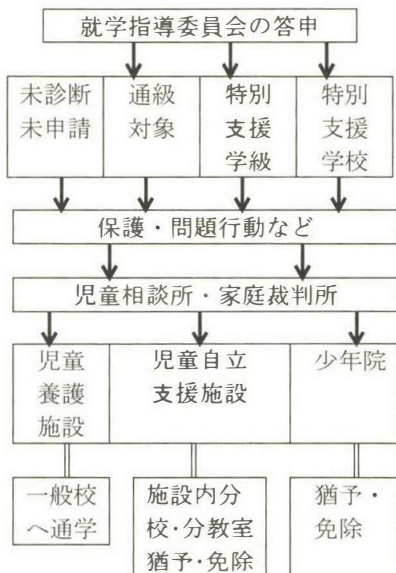 就学指導委員会の答申
未診断
未申請
通級
対象
特別
支援
学級
特別
支援
学校
保護・問題行動など
児童相談所・家庭裁判所
児童
養護
施設
児童自立
支援施設
少年院
一般校
へ通学
施設内分
校・分教室
猶予・免除
猶予・
免除